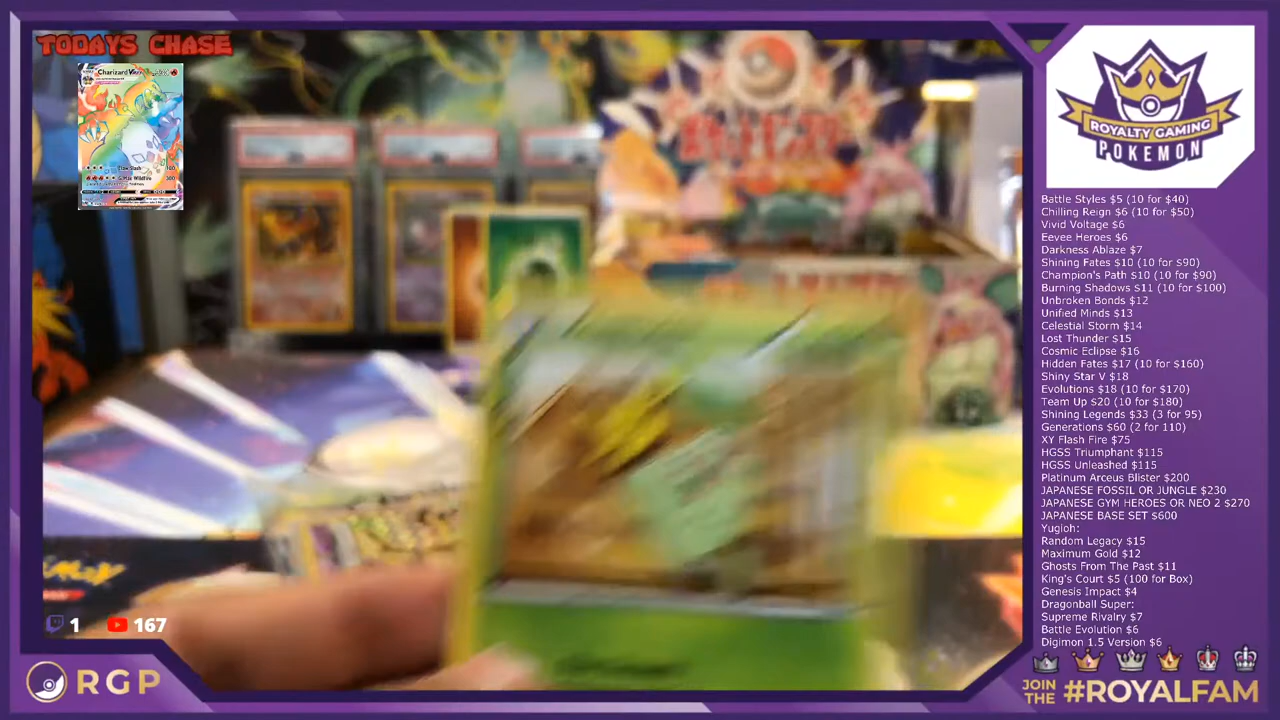 TODAYS CHASE
Charizard
Claw Slash 100
G-Max Wildfire 300
ROYALTY GAMING
POKEMON
Battle Styles $5 (10 for $40)
Chilling Reign $6 (10 for $50)
Vivid Voltage $6
Eevee Heroes $6
Darkness Ablaze $7
Shining Fates $10 (10 for $90)
Champion's Path $10 (10 for $90)
Burning Shadows $11 (10 for $100)
Unbroken Bonds $12
Unified Minds $13
Celestial Storm $14
Lost Thunder $15
Cosmic Eclipse $16
Hidden Fates $17 (10 for $160)
Shiny Star V $18
Evolutions $18 (10 for $170)
Team Up $20 (10 for $180)
Shining Legends $33 (3 for 95)
Generations $60 (2 for 110)
XY Flash Fire $75
HGSS Triumphant $115
HGSS Unleashed $115
Platinum Arceus Blister $200
JAPANESE FOSSIL OR JUNGLE $230
JAPANESE GYM HEROES OR NEO 2 $270
JAPANESE BASE SET $600
Yugioh:
Random Legacy $15
Maximum Gold $12
Ghosts From The Past $11
King's Court $5 (100 for Box)
Genesis Impact $4
Dragonball Super:
Supreme Rivalry $7
Battle Evolution $6
Digimon 1.5 Version $6
1 167
RGP
JOIN THE #ROYALFAM